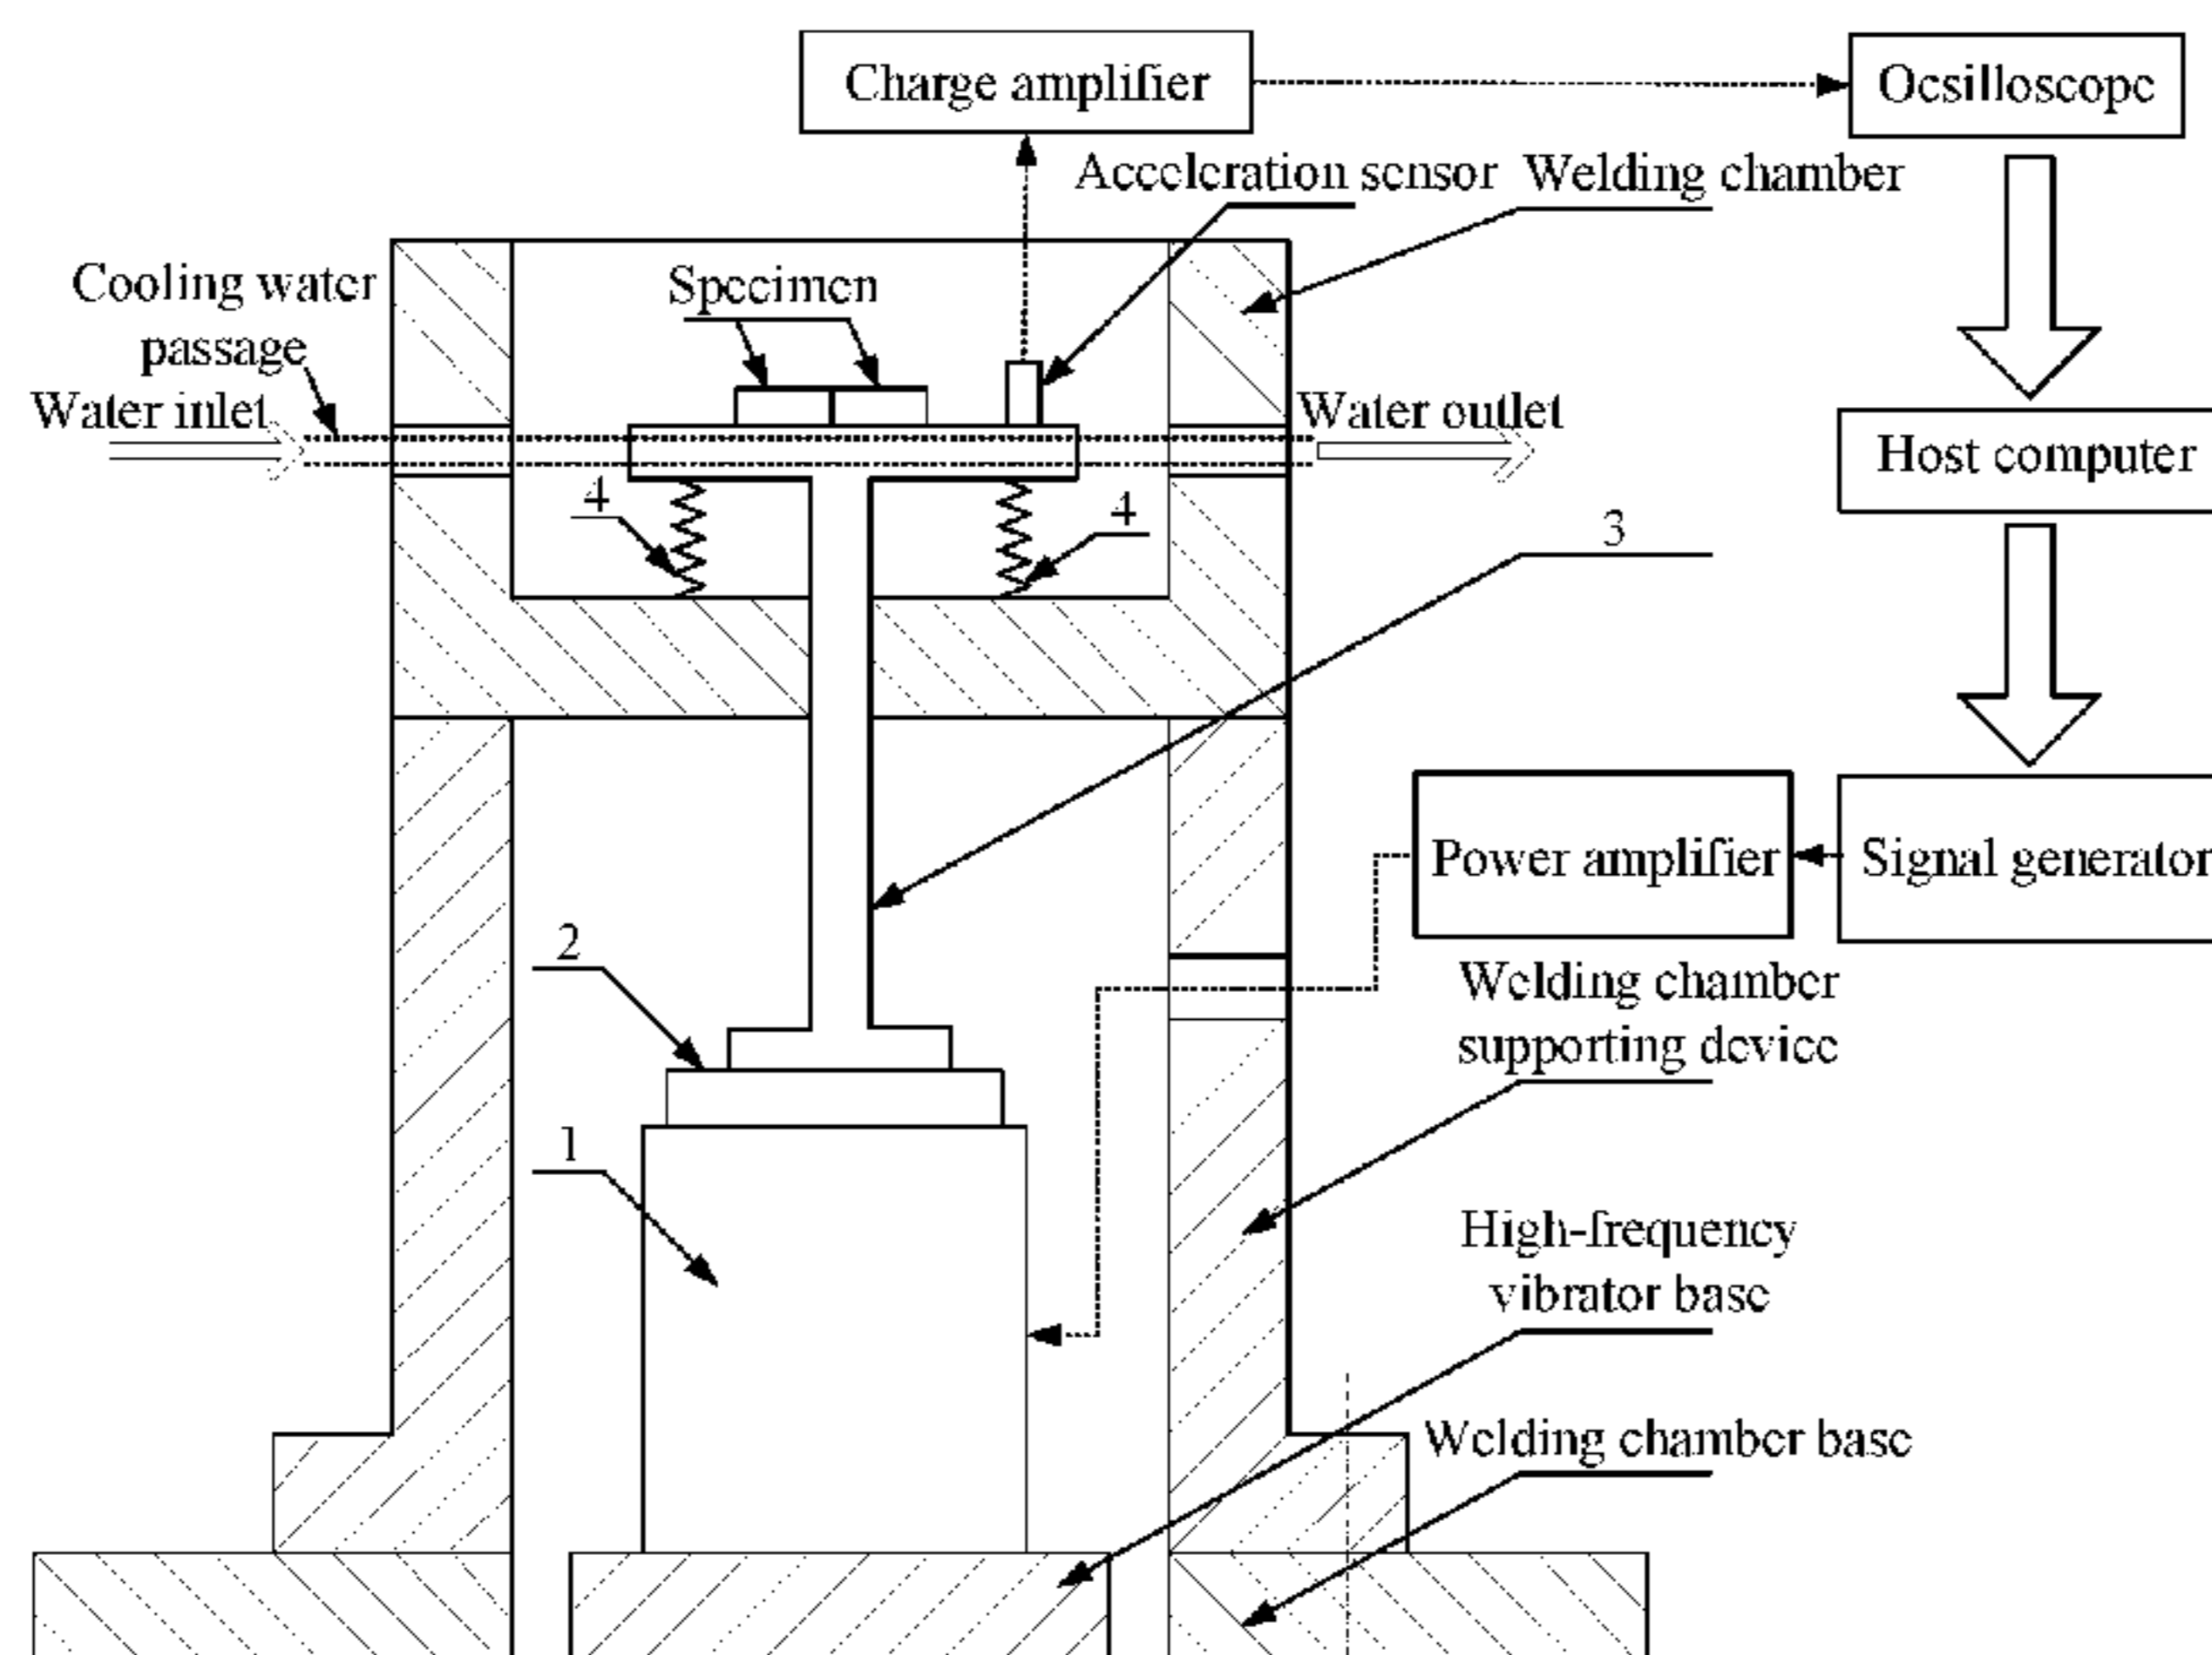 Charge amplifier
Ocsilloscope
Acceleration sensor
Welding chamber
Cooling water
passage
Specimen
Water inlet
Water outlet
Host computer
4
4
3
Power amplifier
Signal generator
2
Welding chamber
supporting device
1
High-frequency
vibrator base
Welding chamber base